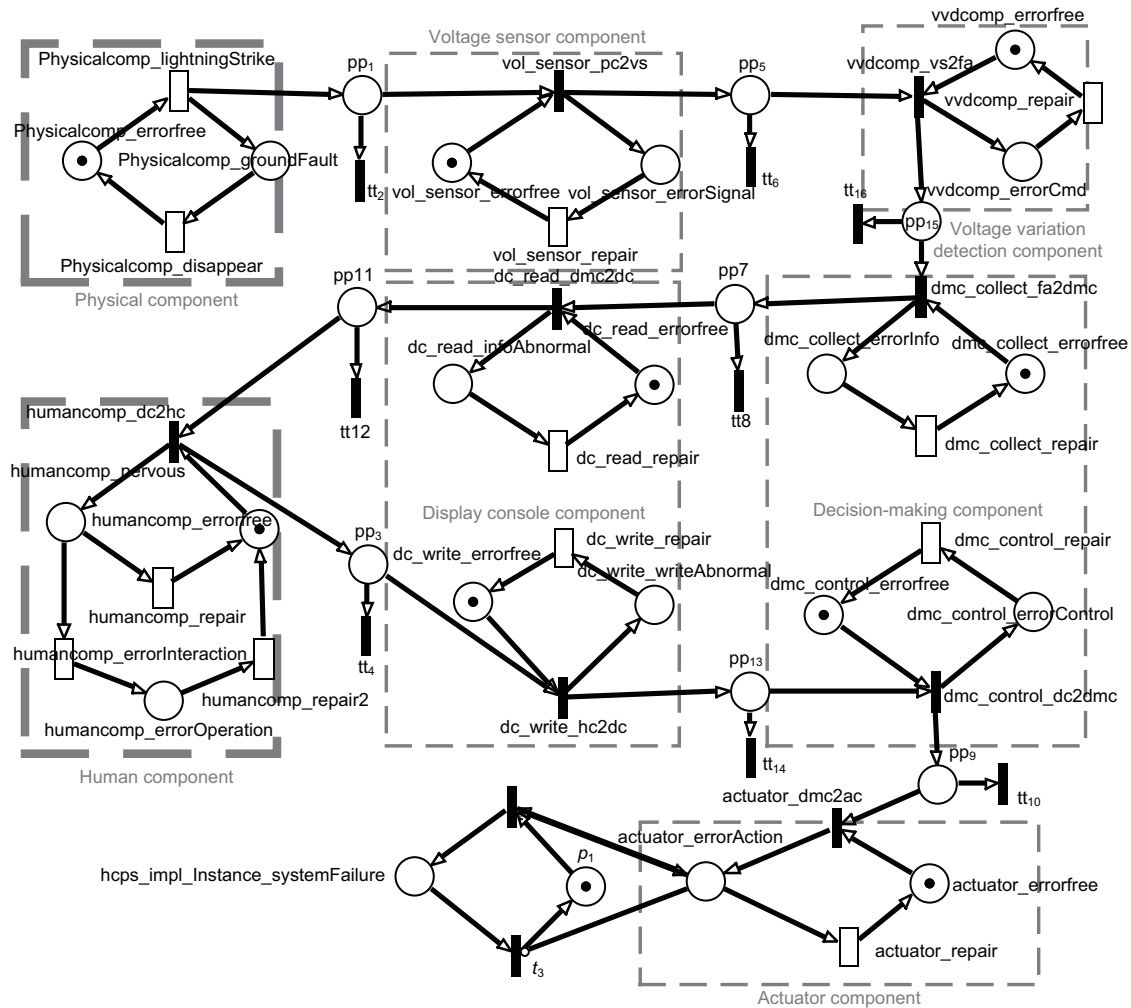 vvdcomp_errorfree
Voltage sensor component
Physicalcomp_lightningStrike
pp₁
vol_sensor_pc2vs
pp₅
vvdcomp_vs2fa
vvdcomp_repair
Physicalcomp_errorfree
Physicalcomp_groundFault
tt₂
vol_sensor_errorfree
vol_sensor_errorSignal
tt₆
vvdcomp_errorCmd
tt₁₆
pp₁₅
Voltage variation
detection component
vol_sensor_repair
Physicalcomp_disappear
Physical component
pp11
dc_read_dmc2dc
pp7
dmc_collect_fa2dmc
dc_read_errorfree
dc_read_infoAbnormal
dmc_collect_errorInfo
dmc_collect_errorfree
humancomp_dc2hc
tt12
tt8
dc_read_repair
dmc_collect_repair
humancomp_nervous
humancomp_errorfree
Display console component
Decision-making component
pp₃
dc_write_errorfree
dc_write_repair
dmc_control_repair
dc_write_writeAbnormal
dmc_control_errorfree
humancomp_repair
dmc_control_errorControl
humancomp_errorInteraction
tt₄
pp₁₃
humancomp_repair2
dmc_control_dc2dmc
humancomp_errorOperation
dc_write_hc2dc
Human component
tt₁₄
pp₉
actuator_dmc2ac
tt₁₀
actuator_errorAction
p₁
hcps_impl_Instance_systemFailure
actuator_errorfree
t₃
actuator_repair
Actuator component